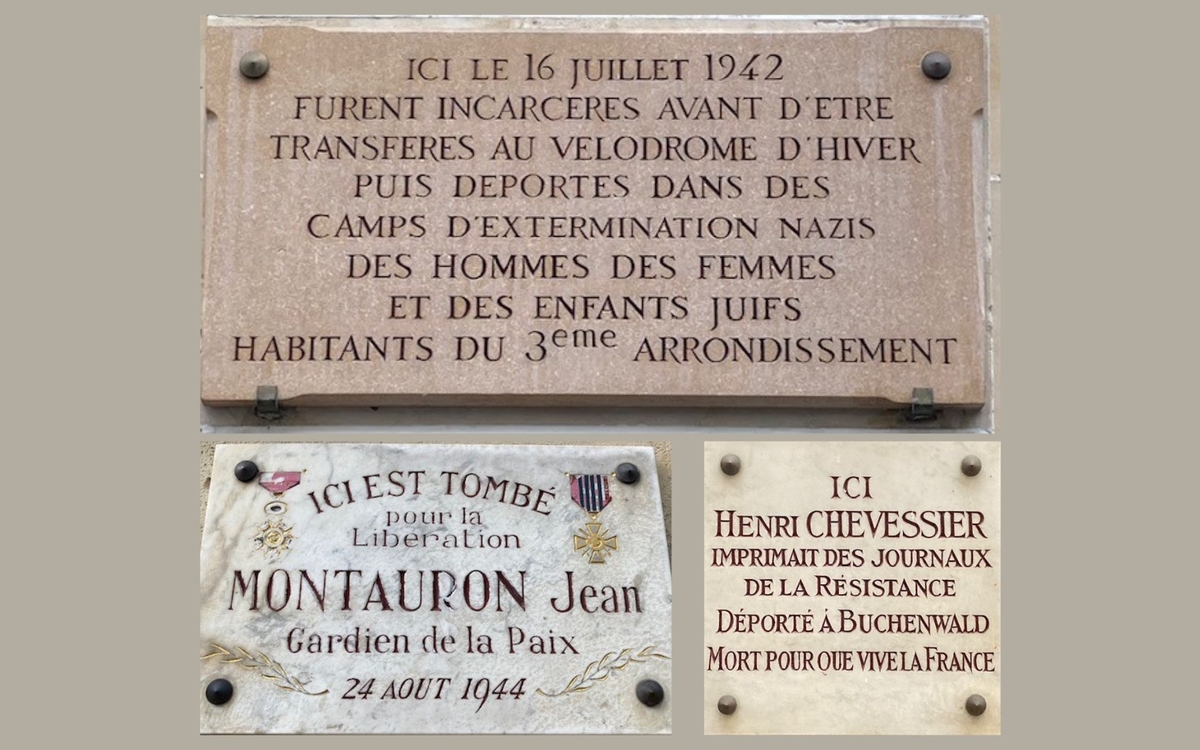 ICI LE 16 JUILLET 1942
FURENT INCARCERES AVANT D'ETRE
TRANSFERES AU VELODROME D'HIVER
PUIS DEPORTES DANS DES
CAMPS D'EXTERMINATION NAZIS
DES HOMMES DES FEMMES
ET DES ENFANTS JUIFS
HABITANTS DU 3eme ARRONDISSEMENT
ICI EST TOMBÉ
pour la
Libération
MONTAURON Jean
Gardien de la Paix
24 AOUT 1944
ICI
HENRI CHEVESSIER
IMPRIMAIT DES JOURNAUX
DE LA RÉSISTANCE
DÉPORTÉ À BUCHENWALD
MORT POUR QUE VIVE LA FRANCE